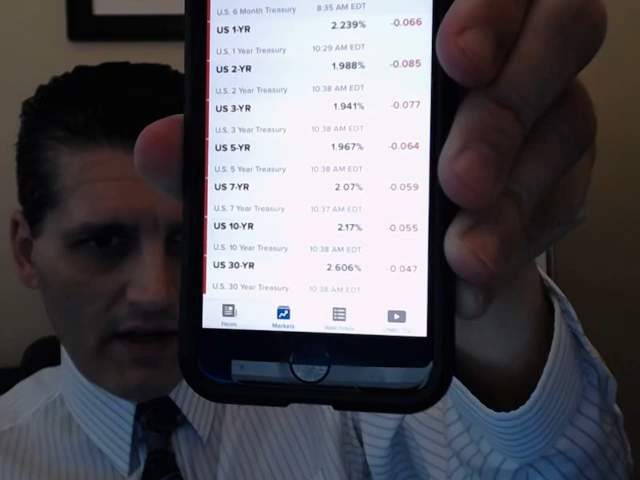 U.S. 6 Month Treasury 8:35 AM EDT
US 1-YR 2.239% -0.066
U.S. 1 Year Treasury 10:29 AM EDT
US 2-YR 1.988% -0.085
U.S. 2 Year Treasury 10:38 AM EDT
US 3-YR 1.941% -0.077
U.S. 3 Year Treasury 10:38 AM EDT
US 5-YR 1.967% -0.064
U.S. 5 Year Treasury 10:38 AM EDT
US 7-YR 2.07% -0.059
U.S. 7 Year Treasury 10:37 AM EDT
US 10-YR 2.17% -0.055
U.S. 10 Year Treasury 10:38 AM EDT
US 30-YR 2.606% -0.047
U.S. 30 Year Treasury 10:38 AM EDT
News Markets CNBC TV